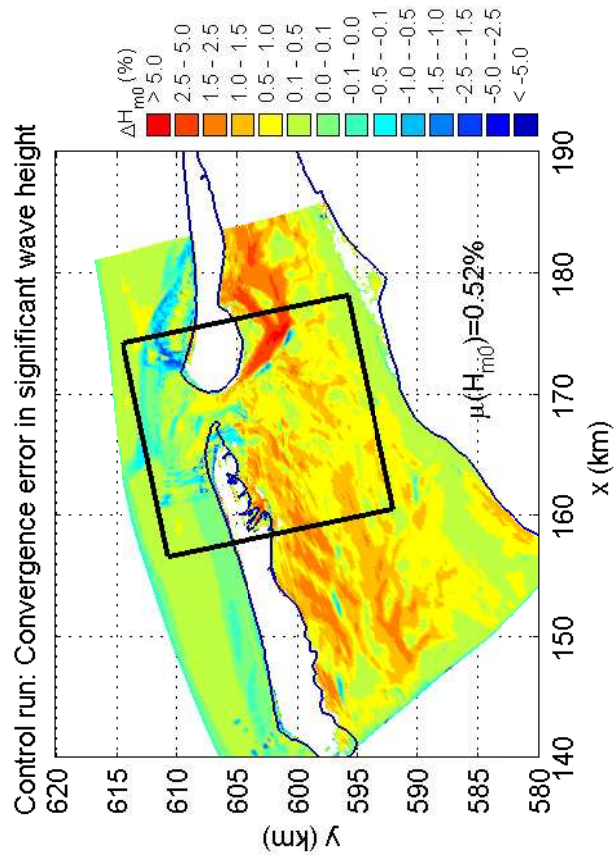 Control run: Convergence error in significant wave height
620
615
610
605
600
595
590
585
580
y (km)
140
150
160
170
180
190
x (km)
μ(Hm0)=0.52%
ΔHm0 (%)
> 5.0
2.5 - 5.0
1.5 - 2.5
1.0 - 1.5
0.5 - 1.0
0.1 - 0.5
0.0 - 0.1
-0.1 - 0.0
-0.5 - -0.1
-1.0 - -0.5
-1.5 - -1.0
-2.5 - -1.5
-5.0 - -2.5
< -5.0